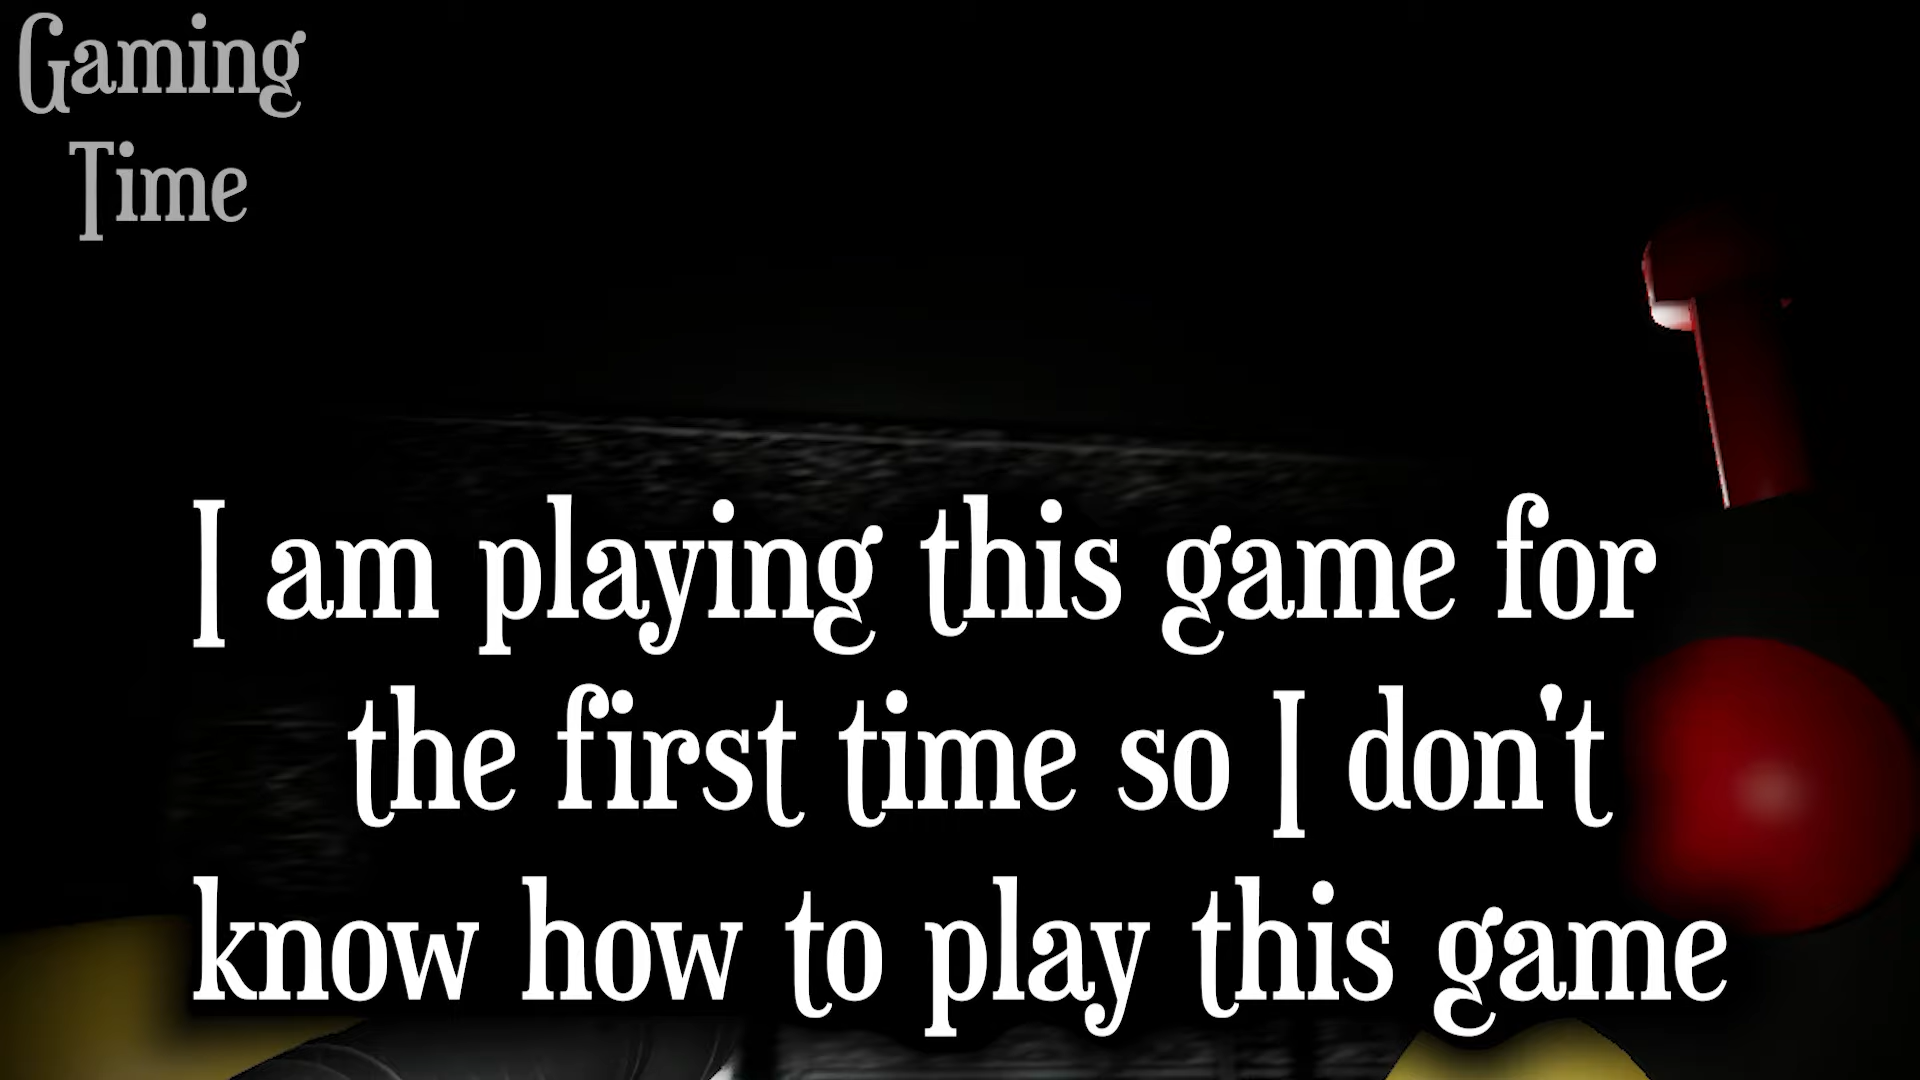 Gaming
Time
I am playing this game for
the first time so I don't
know how to play this game